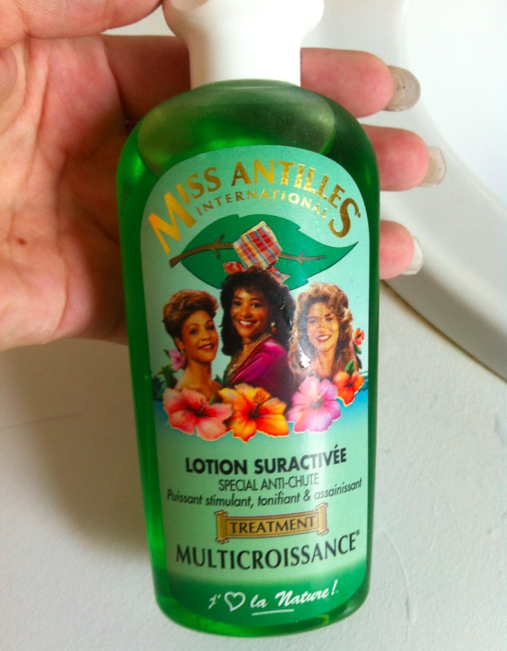 MISS ANTILLES
INTERNATIONAL
LOTION SURACTIVÉE
SPECIAL ANTI-CHUTE
Puissant stimulant, tonifiant & assainissant
TREATMENT
MULTICROISSANCE®
j'♡ la Nature!